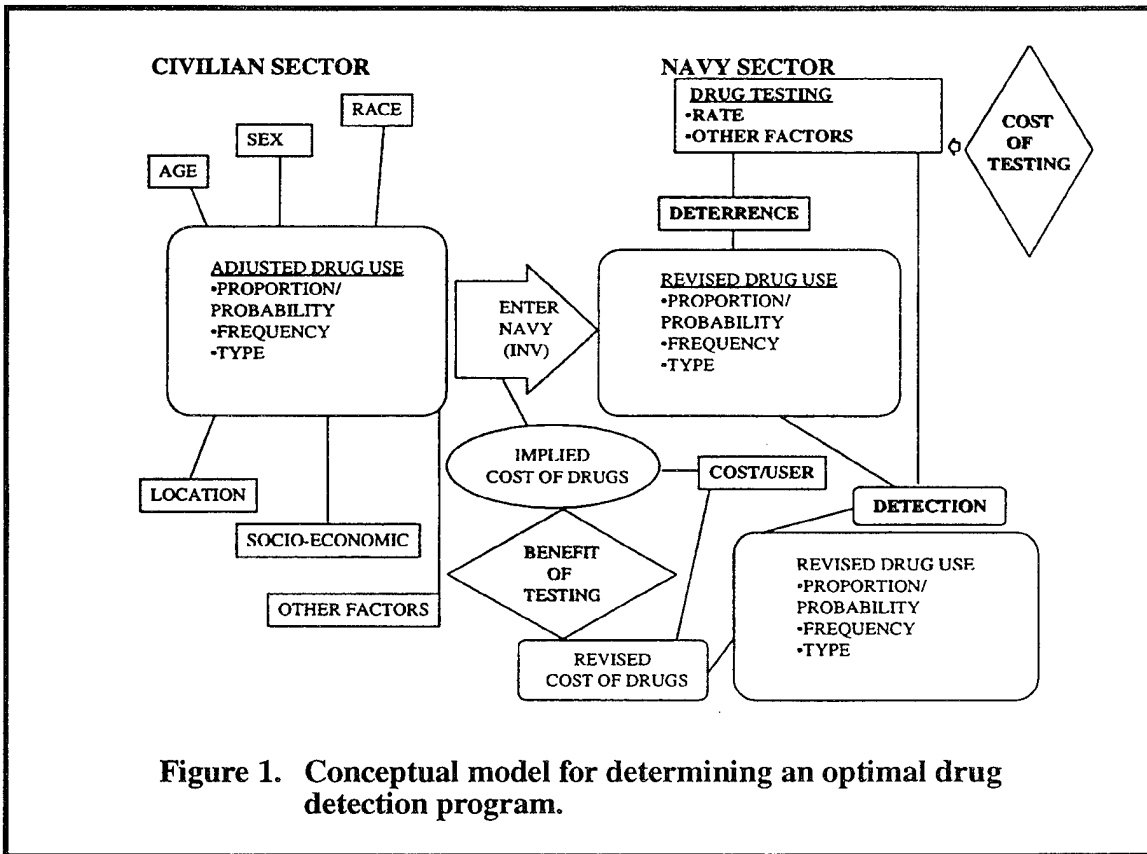 CIVILIAN SECTOR
NAVY SECTOR
RACE
SEX
AGE
DRUG TESTING
•RATE
•OTHER FACTORS
COST
OF
TESTING
DETERRENCE
ADJUSTED DRUG USE
•PROPORTION/
PROBABILITY
•FREQUENCY
•TYPE
ENTER
NAVY
(INV)
REVISED DRUG USE
•PROPORTION/
PROBABILITY
•FREQUENCY
•TYPE
IMPLIED
COST OF DRUGS
COST/USER
LOCATION
DETECTION
SOCIO-ECONOMIC
BENEFIT
OF
TESTING
OTHER FACTORS
REVISED DRUG USE
•PROPORTION/
PROBABILITY
•FREQUENCY
•TYPE
REVISED
COST OF DRUGS
Figure 1. Conceptual model for determining an optimal drug
detection program.